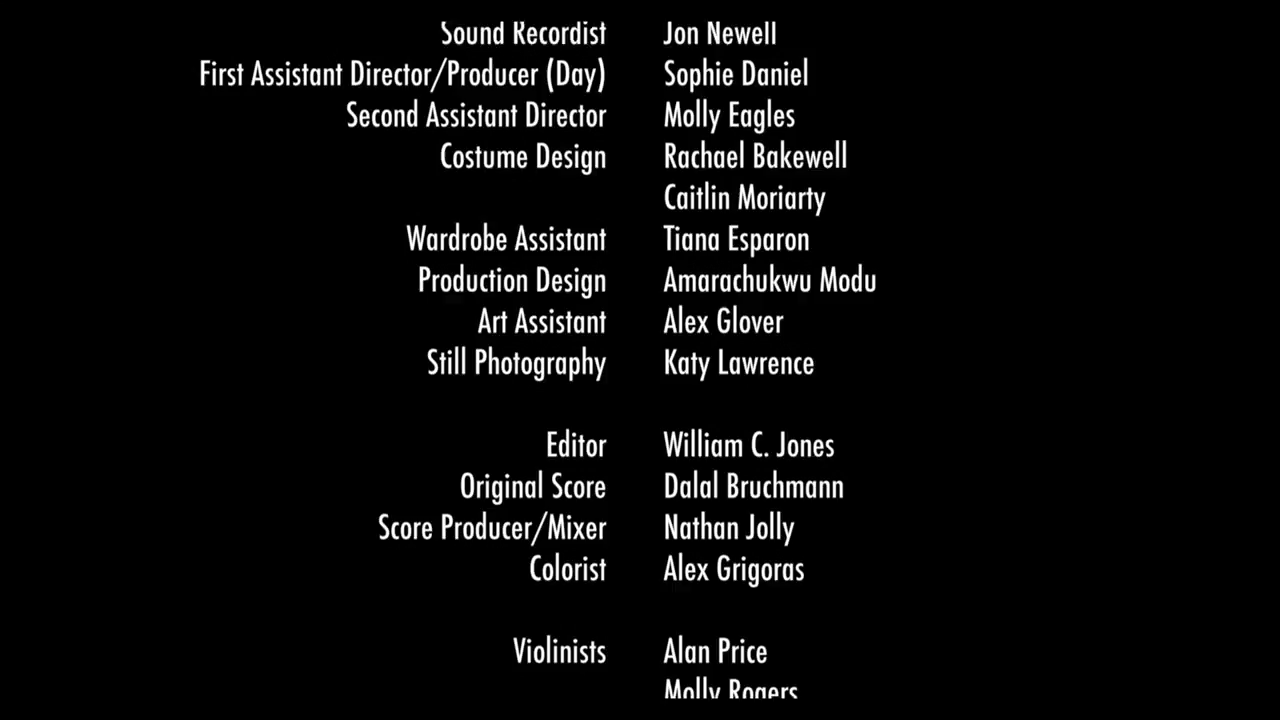 Sound Recordist Jon Newell
First Assistant Director/Producer (Day) Sophie Daniel
Second Assistant Director Molly Eagles
Costume Design Rachael Bakewell
Caitlin Moriarty
Wardrobe Assistant Tiana Esparon
Production Design Amarachukwu Modu
Art Assistant Alex Glover
Still Photography Katy Lawrence
Editor William C. Jones
Original Score Dalal Bruchmann
Score Producer/Mixer Nathan Jolly
Colorist Alex Grigoras
Violinists Alan Price
Molly Rogers